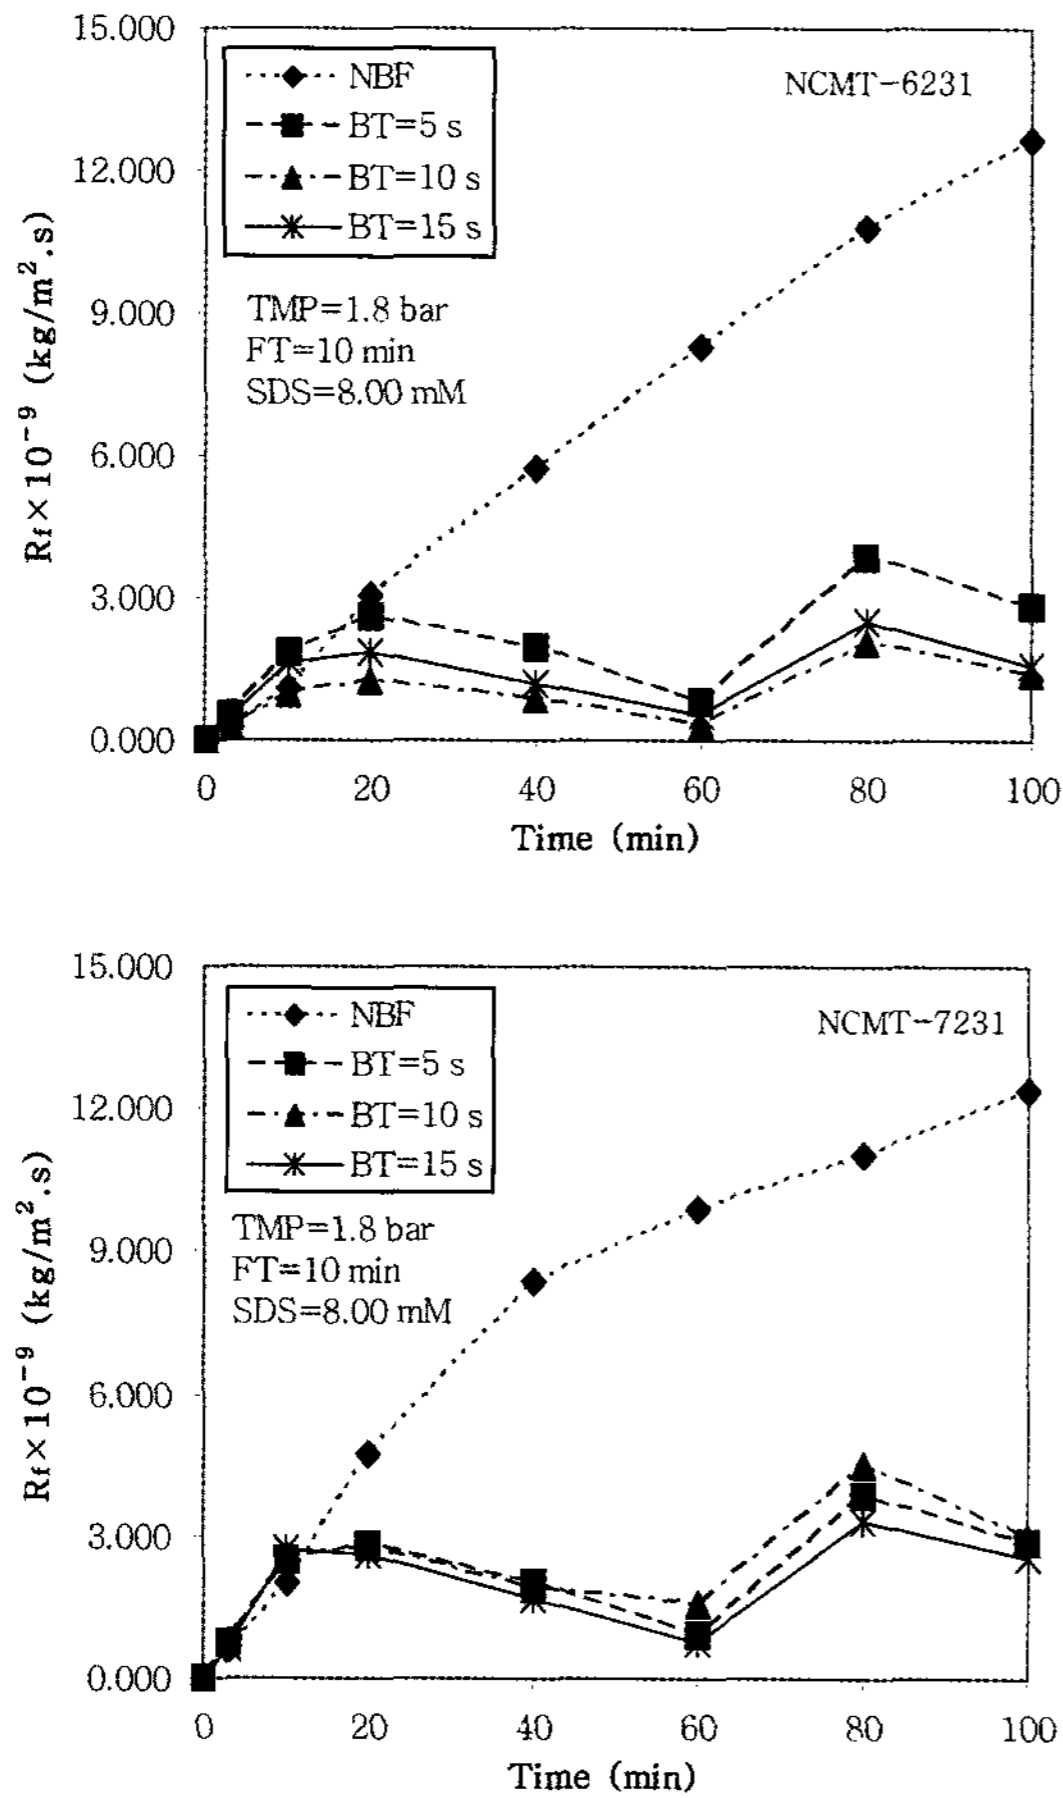 15.000
12.000
9.000
6.000
3.000
0.000
Rf×10⁻⁹ (kg/m².s)
NBF
BT=5 s
BT=10 s
BT=15 s
NCMT-6231
TMP=1.8 bar
FT=10 min
SDS=8.00 mM
0 20 40 60 80 100
Time (min)
15.000
12.000
9.000
6.000
3.000
0.000
Rf×10⁻⁹ (kg/m².s)
NBF
BT=5 s
BT=10 s
BT=15 s
NCMT-7231
TMP=1.8 bar
FT=10 min
SDS=8.00 mM
0 20 40 60 80 100
Time (min)